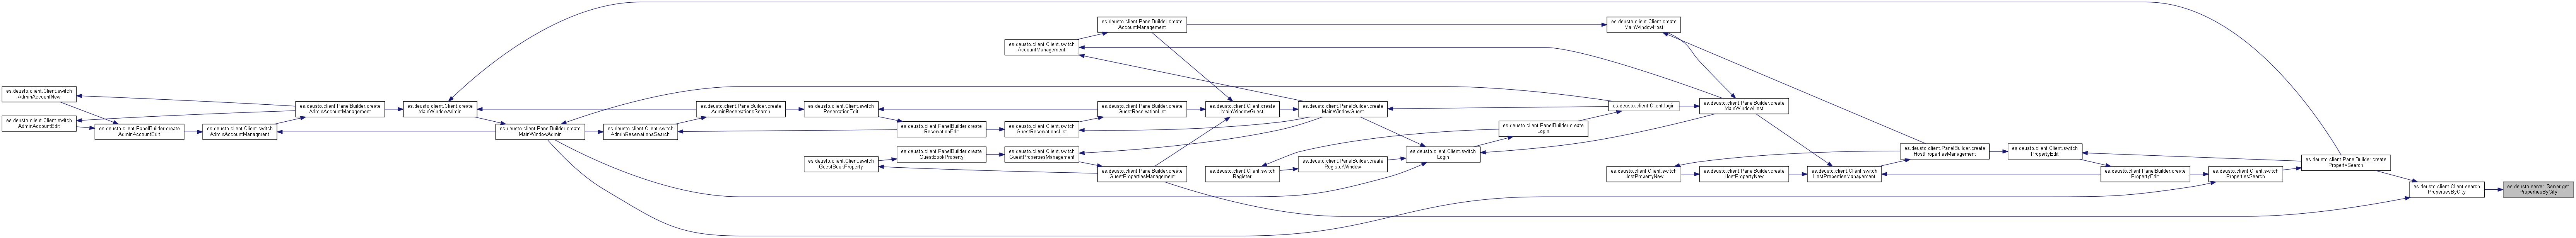 es.deusto.client.Client.switch
AdminAccountNew
es.deusto.client.Client.switch
AdminAccountEdit
es.deusto.client.PanelBuilder.create
AdminAccountEdit
es.deusto.client.Client.switch
AdminAccountManagment
es.deusto.client.PanelBuilder.create
AdminAccountManagement
es.deusto.client.Client.create
MainWindowAdmin
es.deusto.client.PanelBuilder.create
MainWindowAdmin
es.deusto.client.Client.switch
AdminReservationsSearch
es.deusto.client.PanelBuilder.create
AdminReservationsSearch
es.deusto.client.Client.switch
ReservationEdit
es.deusto.client.PanelBuilder.create
ReservationEdit
es.deusto.client.PanelBuilder.create
GuestBookProperty
es.deusto.client.Client.switch
GuestBookProperty
es.deusto.client.Client.switch
AccountManagement
es.deusto.client.Client.switch
GuestReservationsList
es.deusto.client.Client.switch
GuestPropertiesManagement
es.deusto.client.PanelBuilder.create
AccountManagement
es.deusto.client.PanelBuilder.create
GuestReservationList
es.deusto.client.PanelBuilder.create
GuestPropertiesManagement
es.deusto.client.Client.create
MainWindowGuest
es.deusto.client.Client.switch
Register
es.deusto.client.PanelBuilder.create
MainWindowGuest
es.deusto.client.PanelBuilder.create
RegisterWindow
es.deusto.client.Client.switch
Login
es.deusto.client.PanelBuilder.create
Login
es.deusto.client.Client.create
MainWindowHost
es.deusto.client.Client.login
es.deusto.client.Client.switch
HostPropertyNew
es.deusto.client.PanelBuilder.create
MainWindowHost
es.deusto.client.PanelBuilder.create
HostPropertyNew
es.deusto.client.Client.switch
HostPropertiesManagement
es.deusto.client.PanelBuilder.create
HostPropertiesManagement
es.deusto.client.Client.switch
PropertyEdit
es.deusto.client.PanelBuilder.create
PropertyEdit
es.deusto.client.Client.switch
PropertiesSearch
es.deusto.client.PanelBuilder.create
PropertySearch
es.deusto.client.Client.search
PropertiesByCity
es.deusto.server.IServer.get
PropertiesByCity